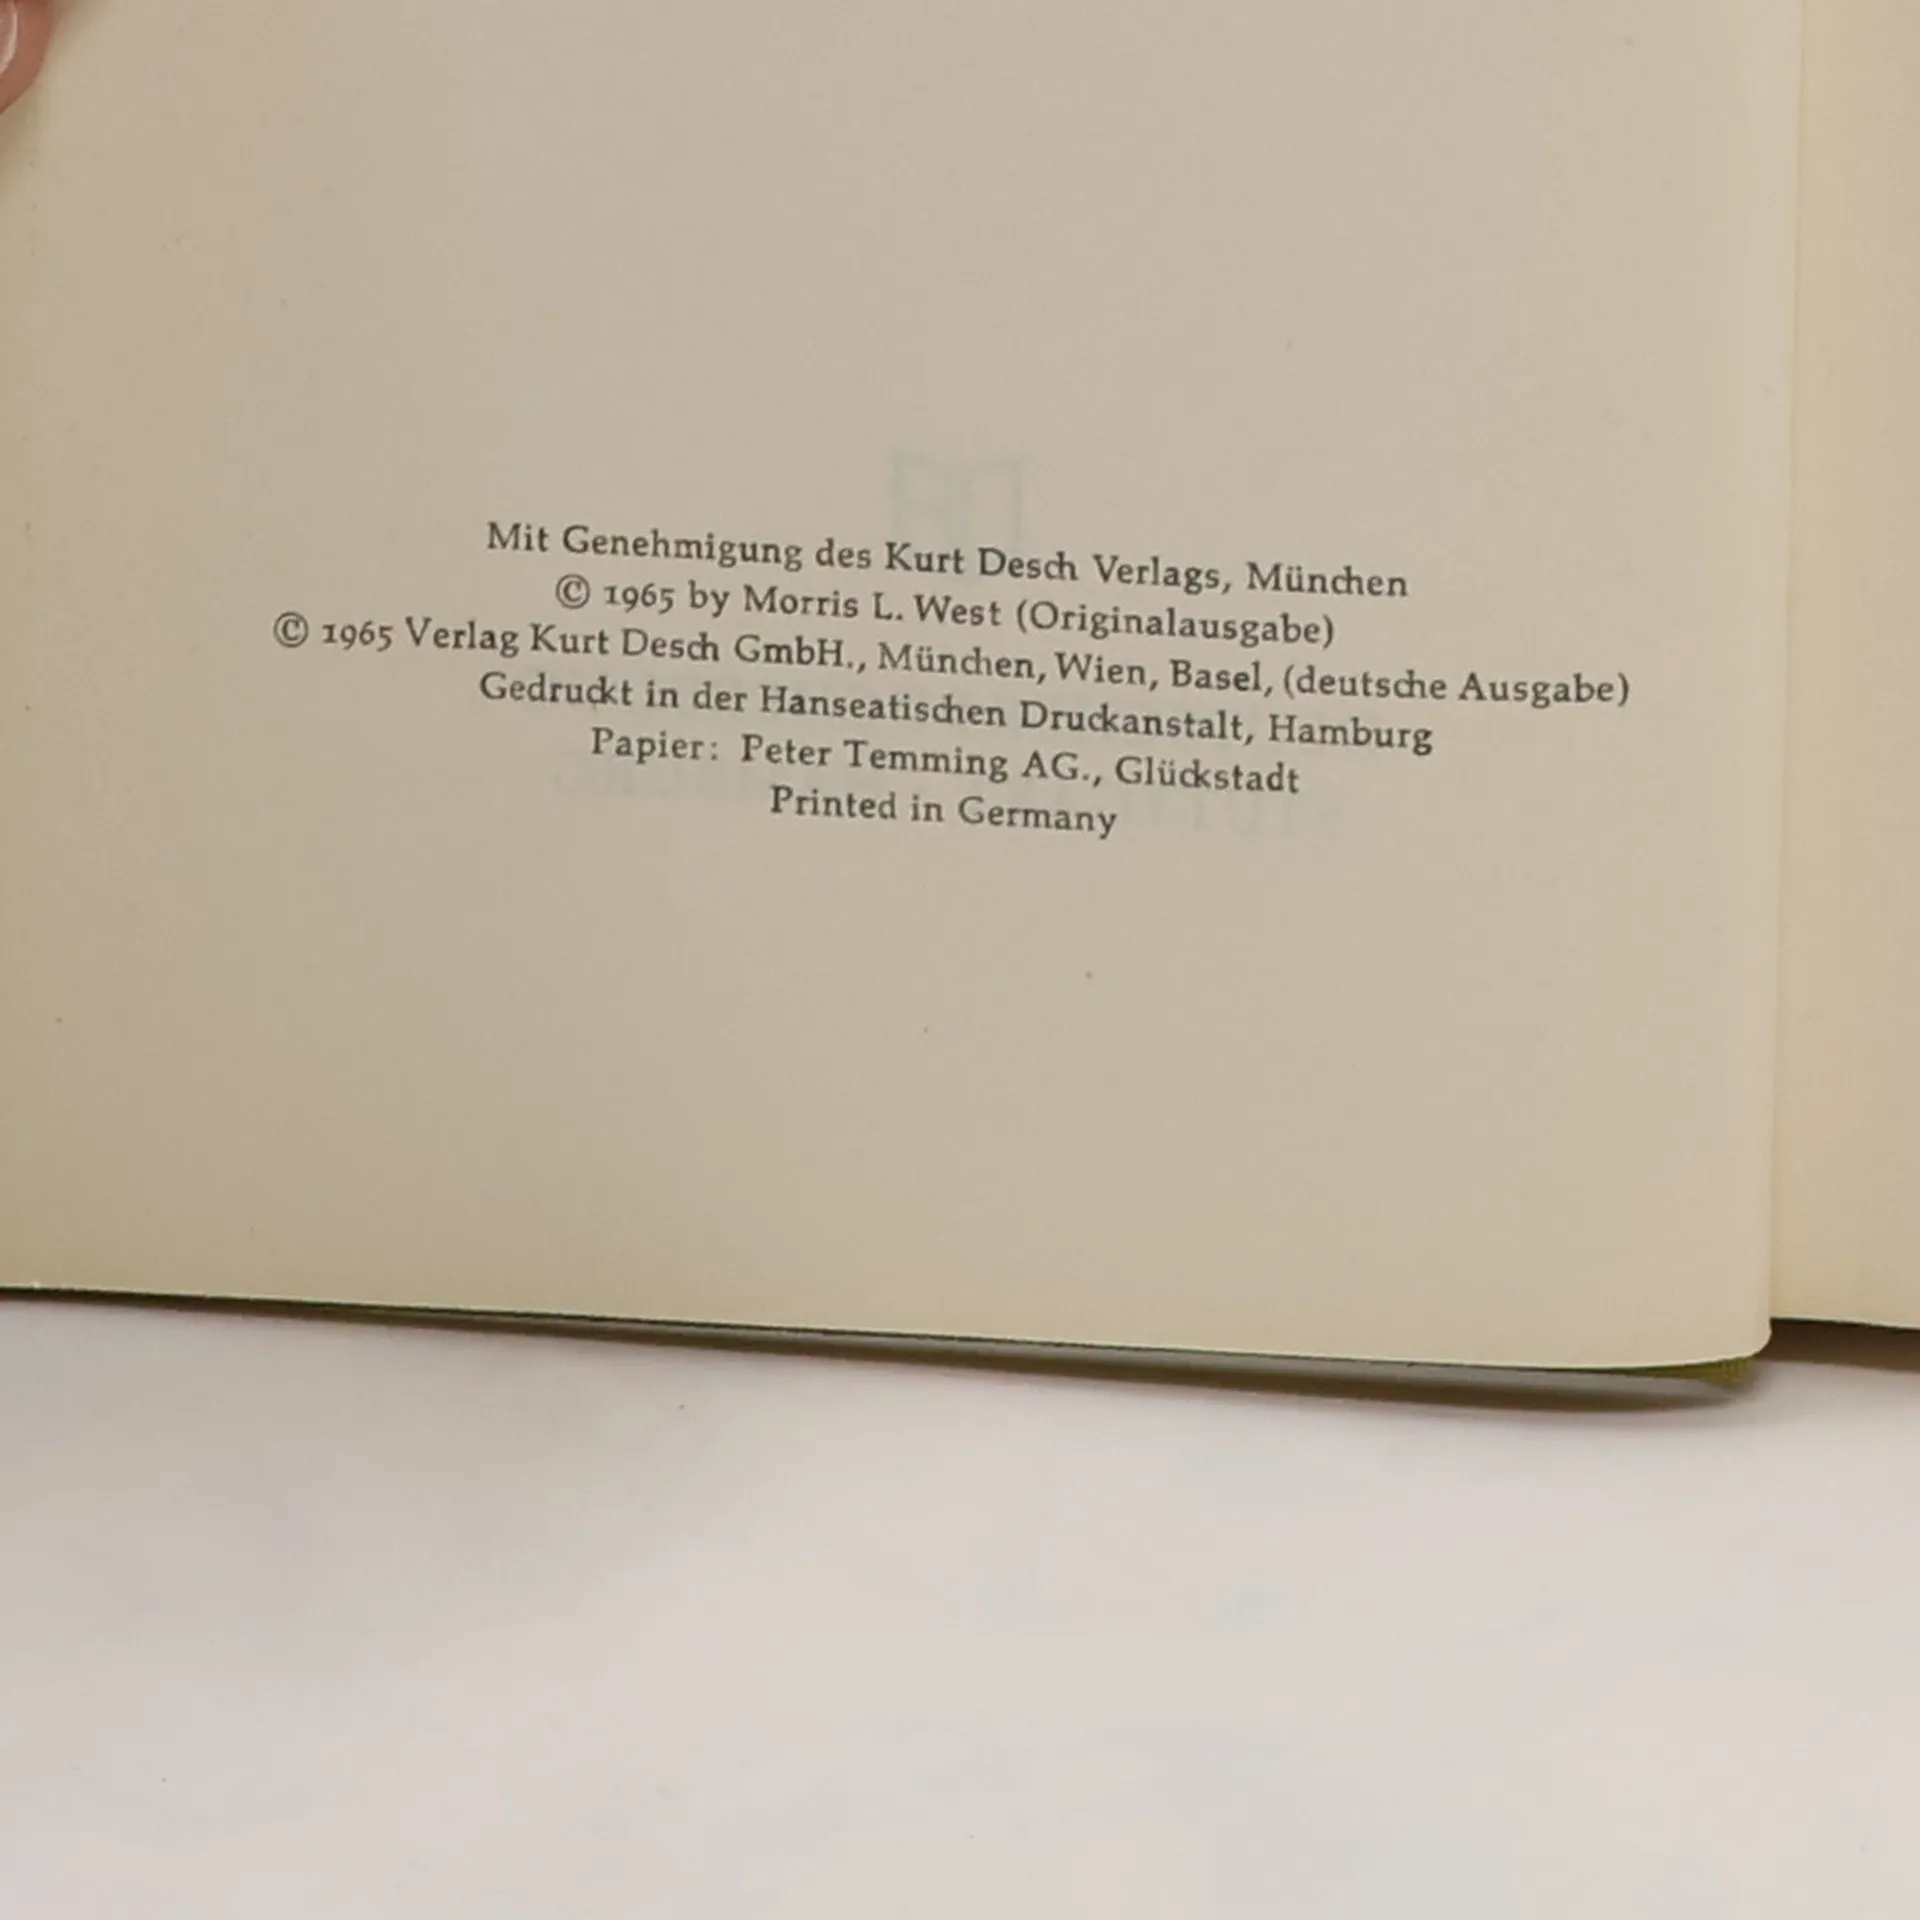 Mit Genehmigung des Kurt Desch Verlags, München
© 1965 by Morris L. West (Originalausgabe)
© 1965 Verlag Kurt Desch GmbH., München, Wien, Basel, (deutsche Ausgabe)
Gedruckt in der Hanseatischen Druckanstalt, Hamburg
Papier: Peter Temming AG., Glückstadt
Printed in Germany